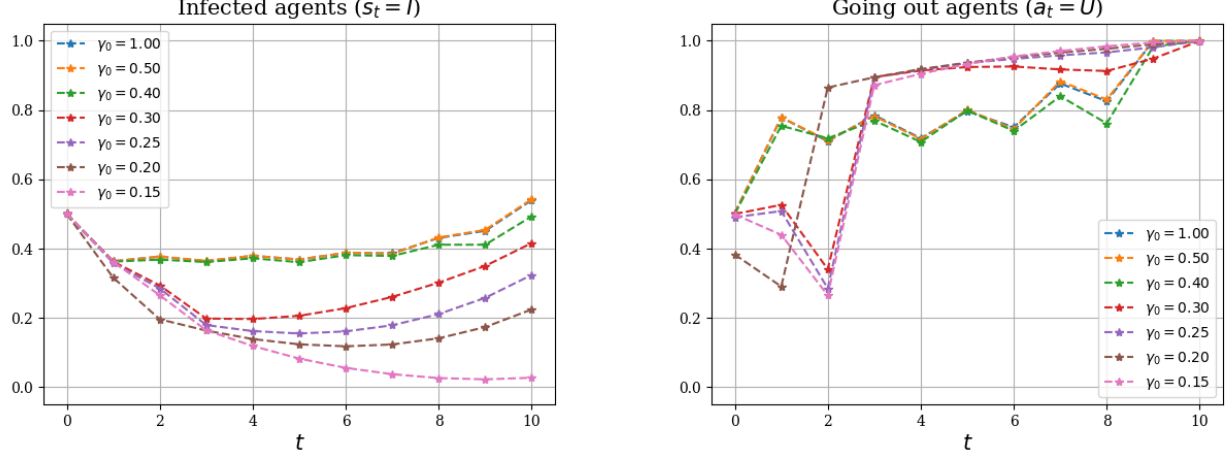 Infected agents (s_t = I)
1.0
0.8
0.6
0.4
0.2
0.0
γ_0 = 1.00
γ_0 = 0.50
γ_0 = 0.40
γ_0 = 0.30
γ_0 = 0.25
γ_0 = 0.20
γ_0 = 0.15
0 2 4 6 8 10
t
Going out agents (a_t = U)
1.0
0.8
0.6
0.4
0.2
0.0
γ_0 = 1.00
γ_0 = 0.50
γ_0 = 0.40
γ_0 = 0.30
γ_0 = 0.25
γ_0 = 0.20
γ_0 = 0.15
0 2 4 6 8 10
t